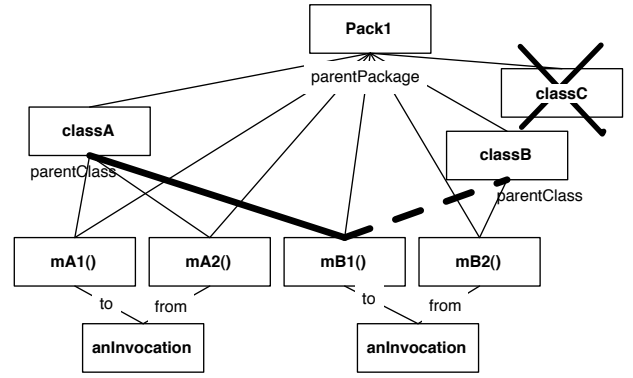 Pack1
parentPackage
classC
classA
classB
parentClass
parentClass
mA1()
mA2()
mB1()
mB2()
to
from
to
from
anInvocation
anInvocation